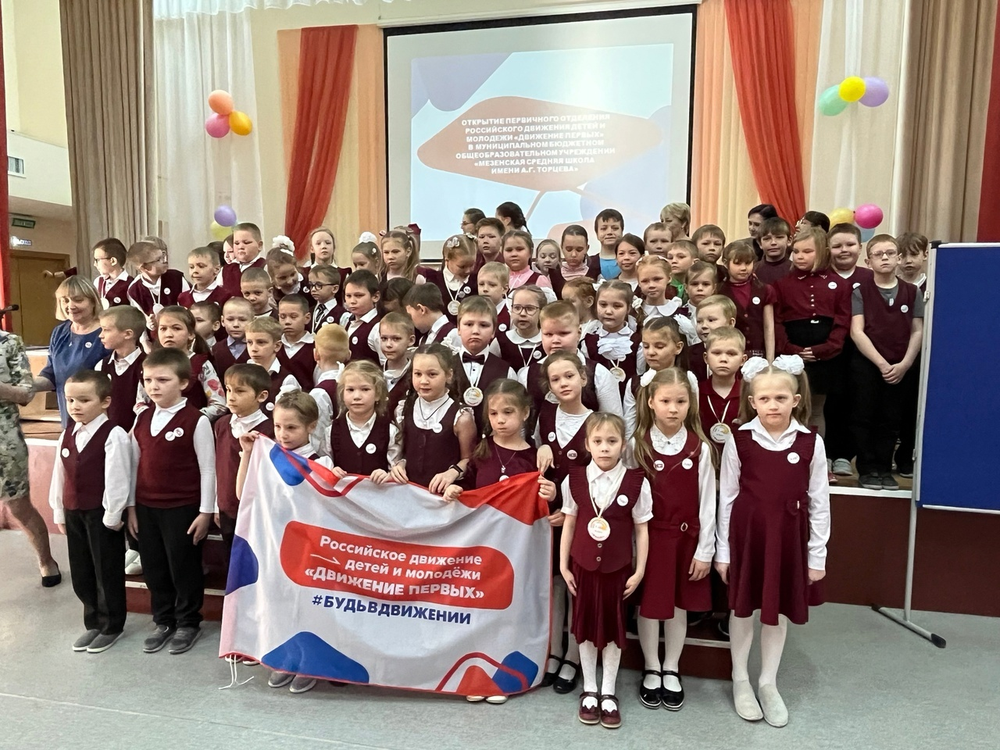 ОТКРЫТИЕ ПЕРВИЧНОГО ОТДЕЛЕНИЯ
РОССИЙСКОГО ДВИЖЕНИЯ ДЕТЕЙ И
МОЛОДЕЖИ «ДВИЖЕНИЕ ПЕРВЫХ»
В МУНИЦИПАЛЬНОМ БЮДЖЕТНОМ
ОБЩЕОБРАЗОВАТЕЛЬНОМ УЧРЕЖДЕНИИ
«МЕЗЕНСКАЯ СРЕДНЯЯ ШКОЛА
ИМЕНИ А.Г. ТОРЦЕВА»
Российское движение
детей и молодёжи
«ДВИЖЕНИЕ ПЕРВЫХ»
#БУДЬВДВИЖЕНИИ